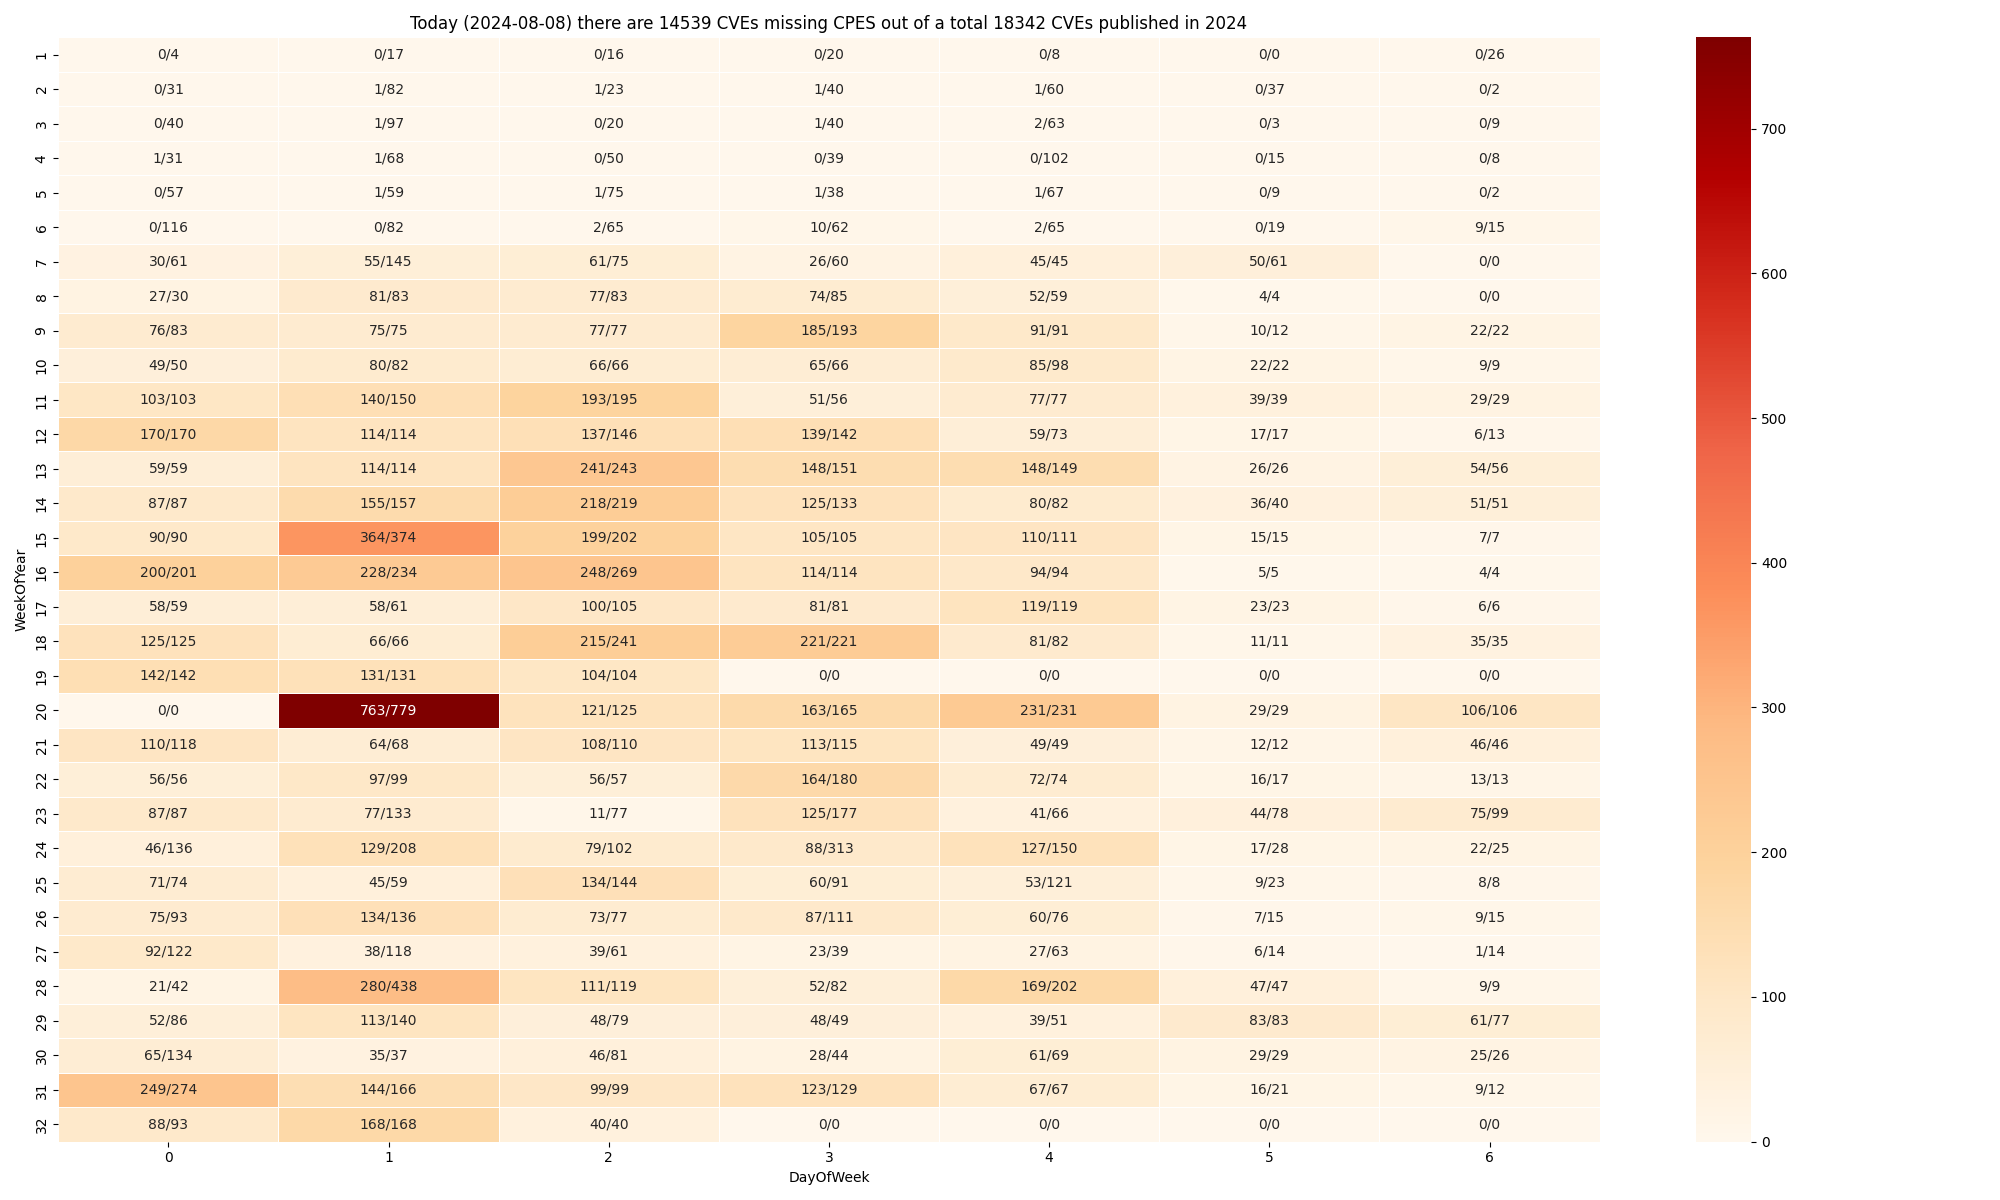 Today (2024-08-08) there are 14539 CVEs missing CPES out of a total 18342 CVEs published in 2024
1 0/4 0/17 0/16 0/20 0/8 0/0 0/26
2 0/31 1/82 1/23 1/40 1/60 0/37 0/2
3 0/40 1/97 0/20 1/40 2/63 0/3 0/9
4 1/31 1/68 0/50 0/39 0/102 0/15 0/8
5 0/57 1/59 1/75 1/38 1/67 0/9 0/2
6 0/116 0/82 2/65 10/62 2/65 0/19 9/15
7 30/61 55/145 61/75 26/60 45/45 50/61 0/0
8 27/30 81/83 77/83 74/85 52/59 4/4 0/0
9 76/83 75/75 77/77 185/193 91/91 10/12 22/22
10 49/50 80/82 66/66 65/66 85/98 22/22 9/9
11 103/103 140/150 193/195 51/56 77/77 39/39 29/29
12 170/170 114/114 137/146 139/142 59/73 17/17 6/13
13 59/59 114/114 241/243 148/151 148/149 26/26 54/56
14 87/87 155/157 218/219 125/133 80/82 36/40 51/51
15 90/90 364/374 199/202 105/105 110/111 15/15 7/7
16 200/201 228/234 248/269 114/114 94/94 5/5 4/4
17 58/59 58/61 100/105 81/81 119/119 23/23 6/6
18 125/125 66/66 215/241 221/221 81/82 11/11 35/35
19 142/142 131/131 104/104 0/0 0/0 0/0 0/0
20 0/0 763/779 121/125 163/165 231/231 29/29 106/106
21 110/118 64/68 108/110 113/115 49/49 12/12 46/46
22 56/56 97/99 56/57 164/180 72/74 16/17 13/13
23 87/87 77/133 11/77 125/177 41/66 44/78 75/99
24 46/136 129/208 79/102 88/313 127/150 17/28 22/25
25 71/74 45/59 134/144 60/91 53/121 9/23 8/8
26 75/93 134/136 73/77 87/111 60/76 7/15 9/15
27 92/122 38/118 39/61 23/39 27/63 6/14 1/14
28 21/42 280/438 111/119 52/82 169/202 47/47 9/9
29 52/86 113/140 48/79 48/49 39/51 83/83 61/77
30 65/134 35/37 46/81 28/44 61/69 29/29 25/26
31 249/274 144/166 99/99 123/129 67/67 16/21 9/12
32 88/93 168/168 40/40 0/0 0/0 0/0 0/0
0 1 2 3 4 5 6
DayOfWeek
WeekOfYear
700
600
500
400
300
200
100
0